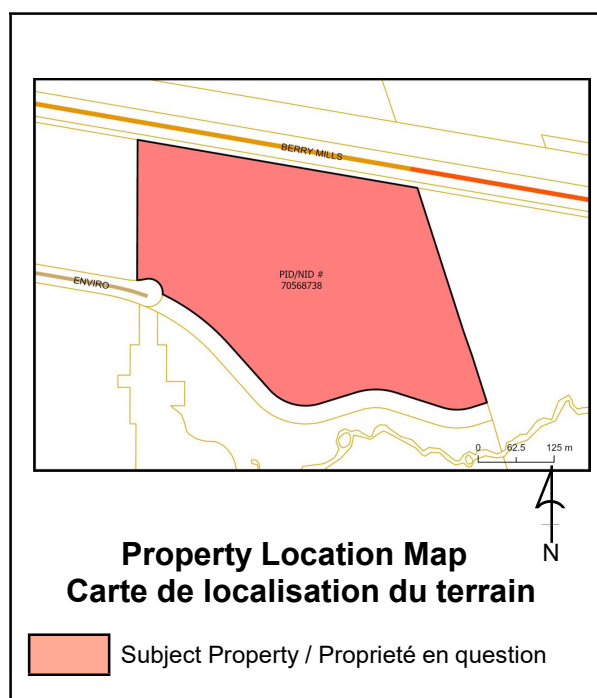 BERRY MILLS
PID/NID #
70568738
ENVIRO
0 62.5 125 m
N
Property Location Map
Carte de localisation du terrain
Subject Property / Proprieté en question